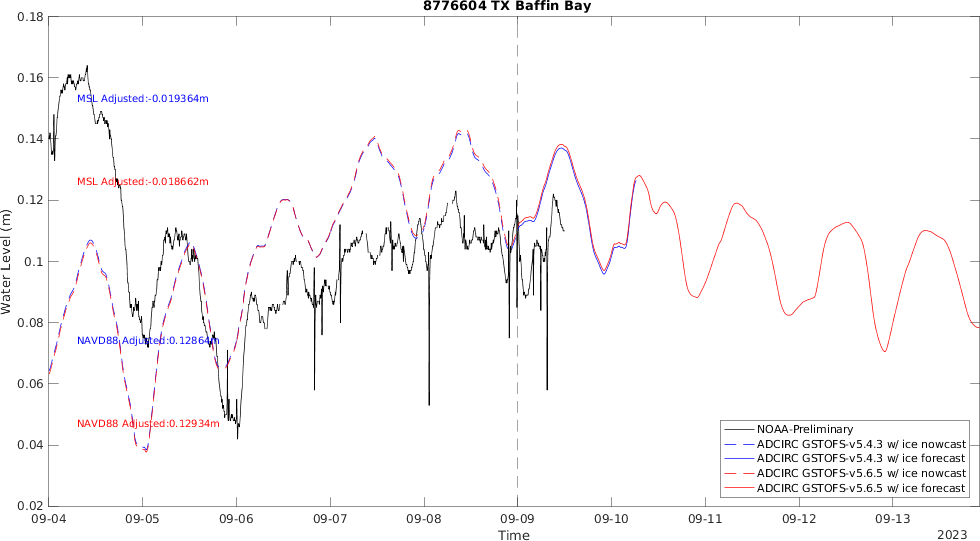 8776604 TX Baffin Bay
0.18
0.16
0.14
0.12
0.1
0.08
0.06
0.04
0.02
Water Level (m)
MSL Adjusted:-0.019364m
MSL Adjusted:-0.018662m
NAVD88 Adjusted:0.12864m
NAVD88 Adjusted:0.12934m
NOAA-Preliminary
ADCIRC GSTOFS-v5.4.3 w/ ice nowcast
ADCIRC GSTOFS-v5.4.3 w/ ice forecast
ADCIRC GSTOFS-v5.6.5 w/ ice nowcast
ADCIRC GSTOFS-v5.6.5 w/ ice forecast
09-04 09-05 09-06 09-07 09-08 09-09 09-10 09-11 09-12 09-13
Time
2023